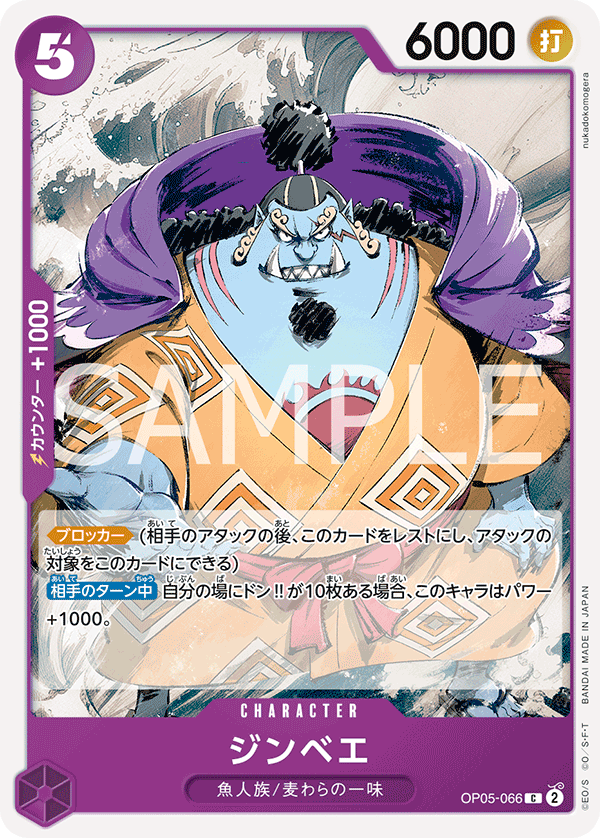 5
6000 打
nukadokomogera
カウンター +1000
SAMPLE
ブロッカー (相手のアタックの後、このカードをレストにし、アタックの
対象をこのカードにできる)
相手のターン中 自分の場にドン!!が10枚ある場合、このキャラはパワー
+1000。
CHARACTER
ジンベエ
魚人族/麦わらの一味
OP05-066 C 2
©E.O/S ©O/S・F・T BANDAI MADE IN JAPAN